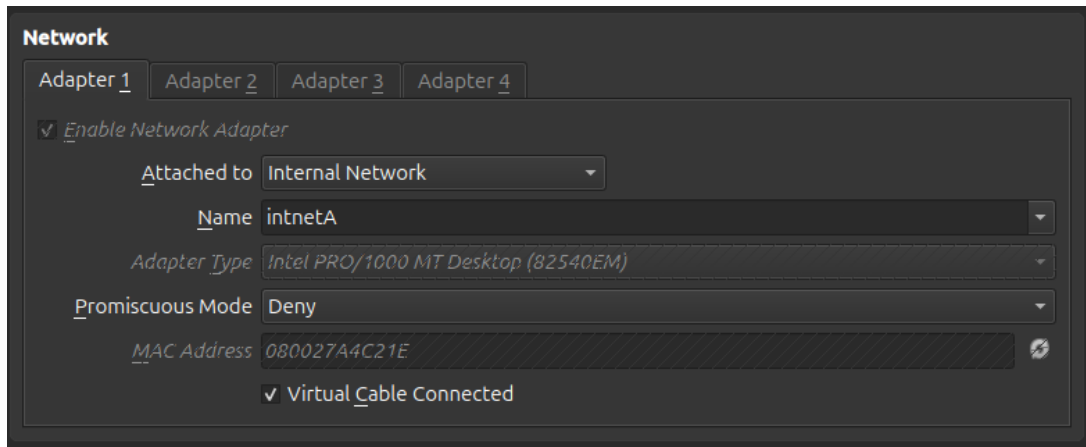 Network
Adapter 1 Adapter 2 Adapter 3 Adapter 4
Enable Network Adapter
Attached to Internal Network
Name intnetA
Adapter Type Intel PRO/1000 MT Desktop (82540EM)
Promiscuous Mode Deny
MAC Address 080027A4C21E
Virtual Cable Connected